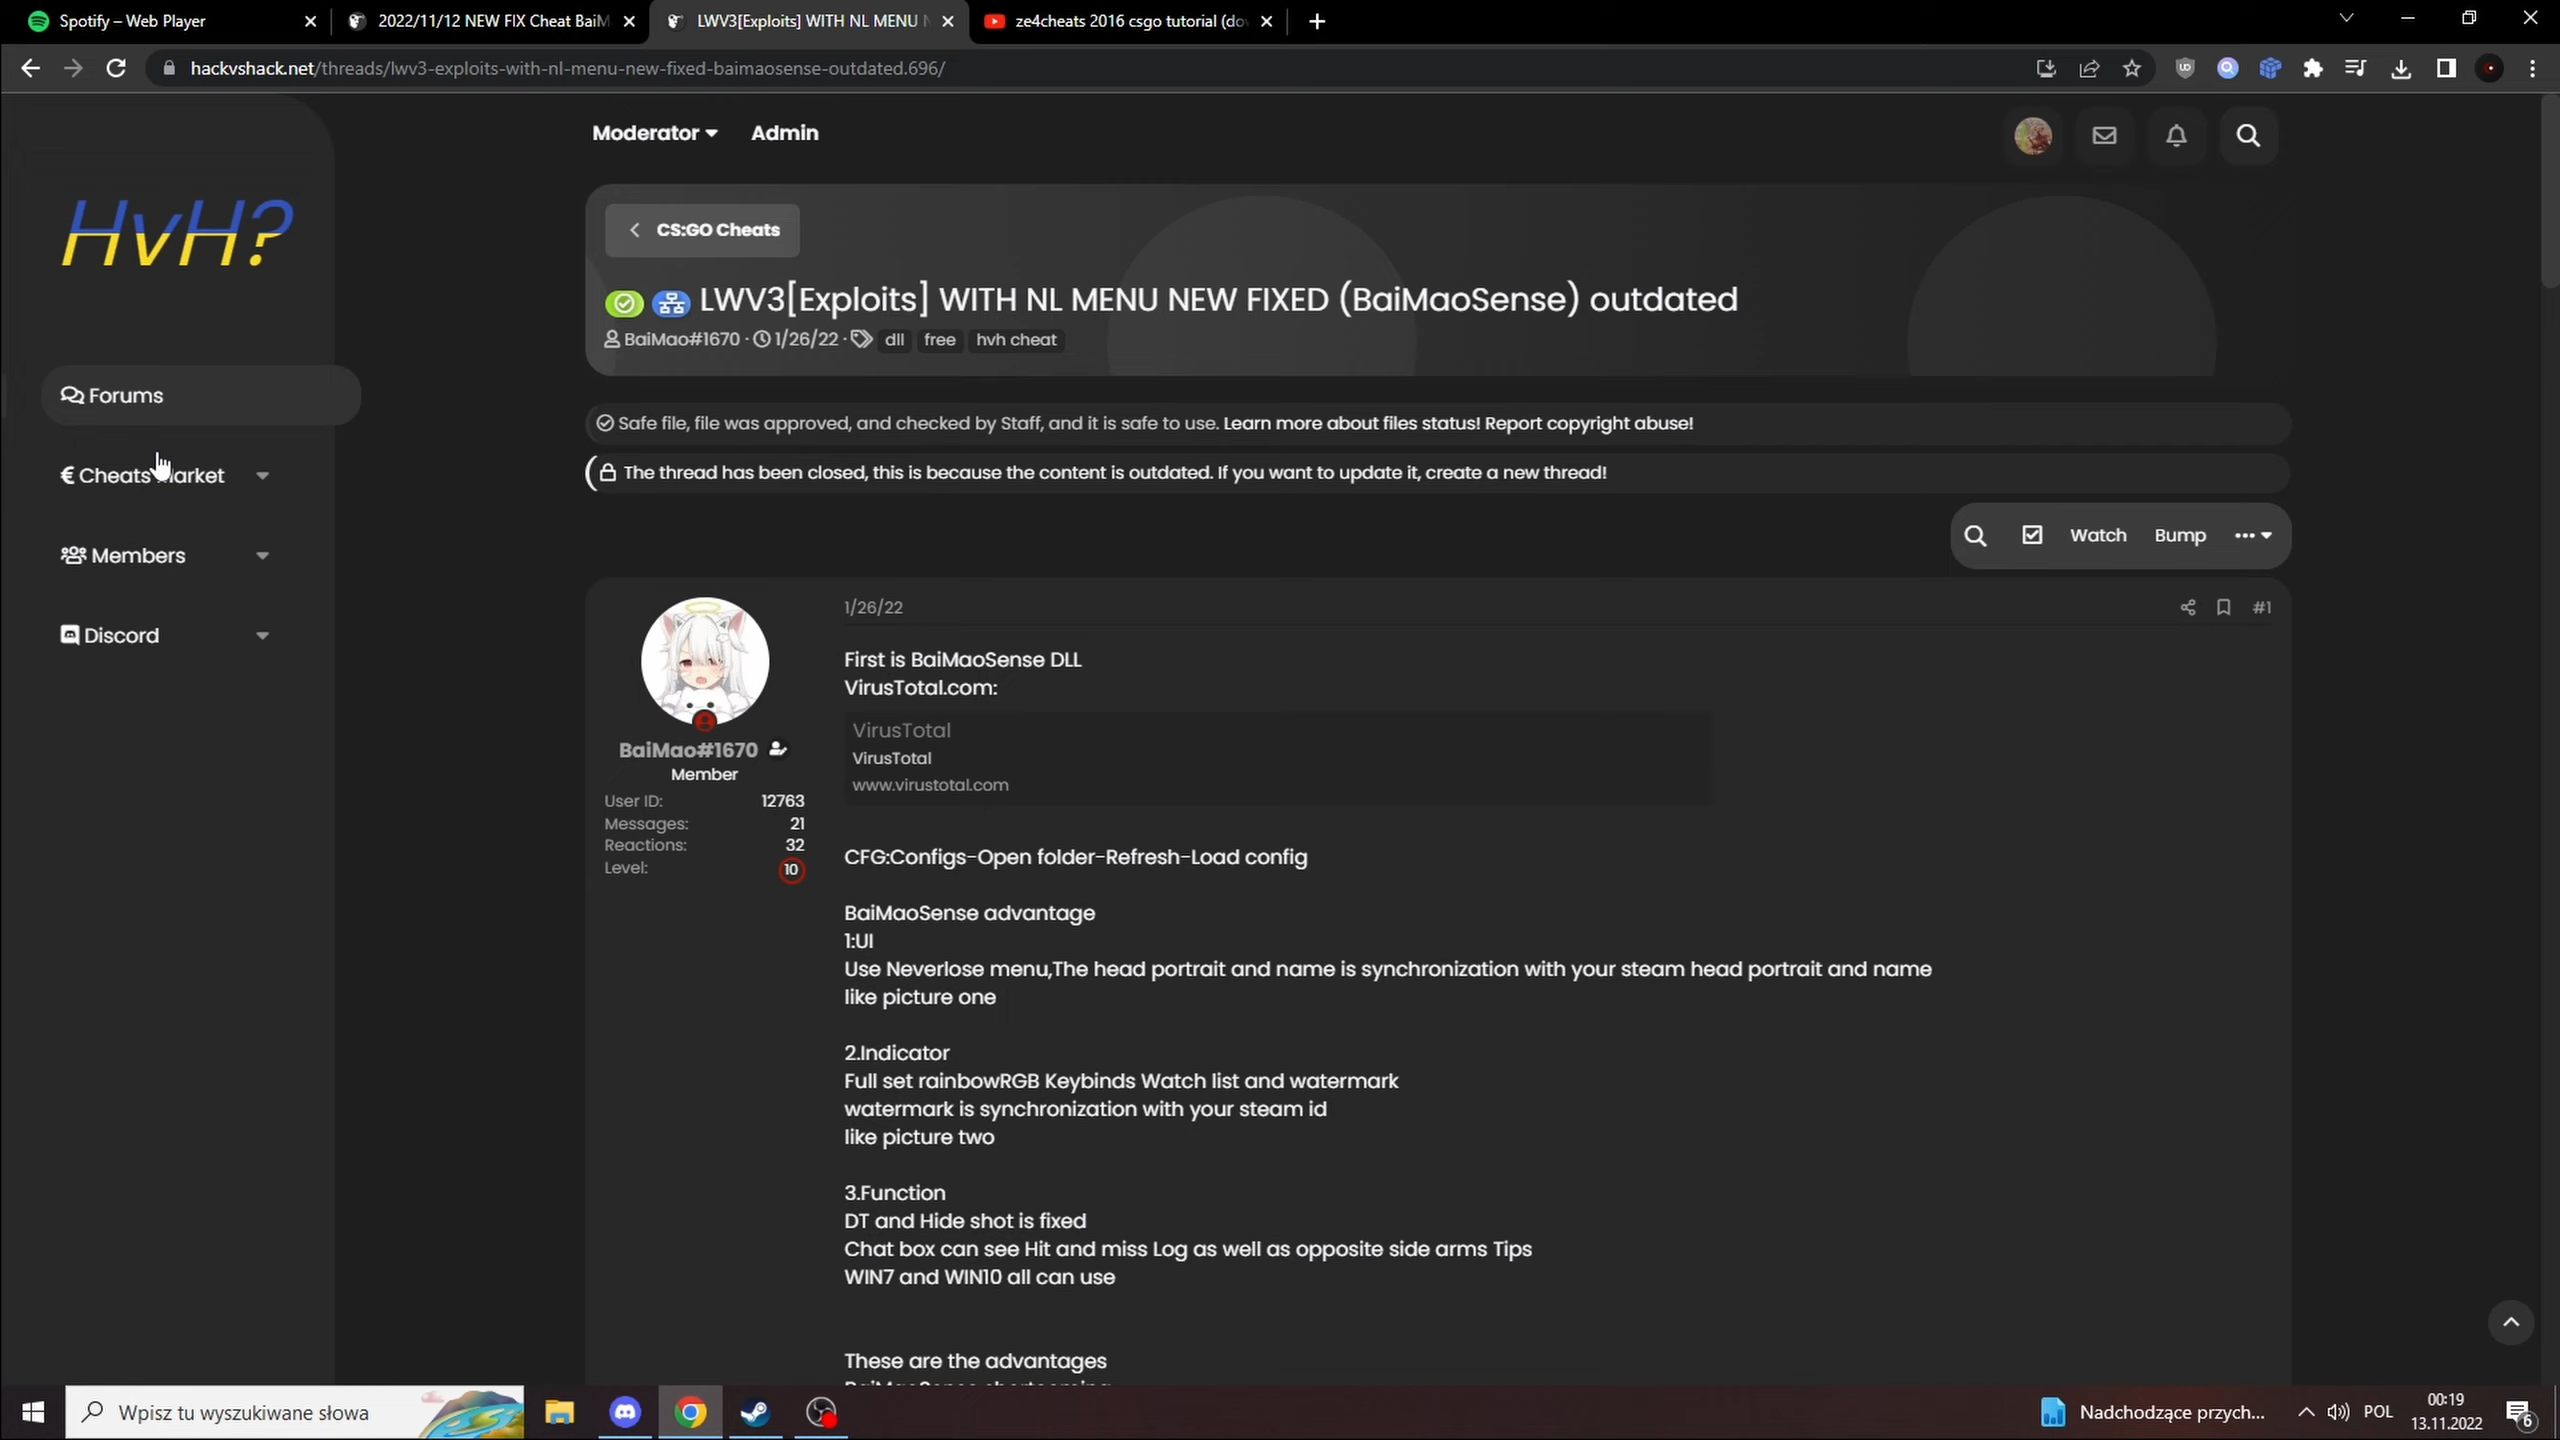 Spotify – Web Player
2022/11/12 NEW FIX Cheat BaiM
LWV3[Exploits] WITH NL MENU N
ze4cheats 2016 csgo tutorial (do
hackvshack.net/threads/lwv3-exploits-with-nl-menu-new-fixed-baimaosense-outdated.696/
Moderator
Admin
HvH?
Forums
Cheats Market
Members
Discord
CS:GO Cheats
LWV3[Exploits] WITH NL MENU NEW FIXED (BaiMaoSense) outdated
BaiMao#1670 · 1/26/22 · dll free hvh cheat
Safe file, file was approved, and checked by Staff, and it is safe to use. Learn more about files status! Report copyright abuse!
The thread has been closed, this is because the content is outdated. If you want to update it, create a new thread!
Watch Bump
BaiMao#1670
Member
User ID: 12763
Messages: 21
Reactions: 32
Level: 10
1/26/22
#1
First is BaiMaoSense DLL
VirusTotal.com:
VirusTotal
VirusTotal
www.virustotal.com
CFG:Configs-Open folder-Refresh-Load config
BaiMaoSense advantage
1:UI
Use Neverlose menu,The head portrait and name is synchronization with your steam head portrait and name
like picture one
2.Indicator
Full set rainbowRGB Keybinds Watch list and watermark
watermark is synchronization with your steam id
like picture two
3.Function
DT and Hide shot is fixed
Chat box can see Hit and miss Log as well as opposite side arms Tips
WIN7 and WIN10 all can use
These are the advantages
Wpisz tu wyszukiwane słowa
Nadchodzące przych...
POL
00:19
13.11.2022
6